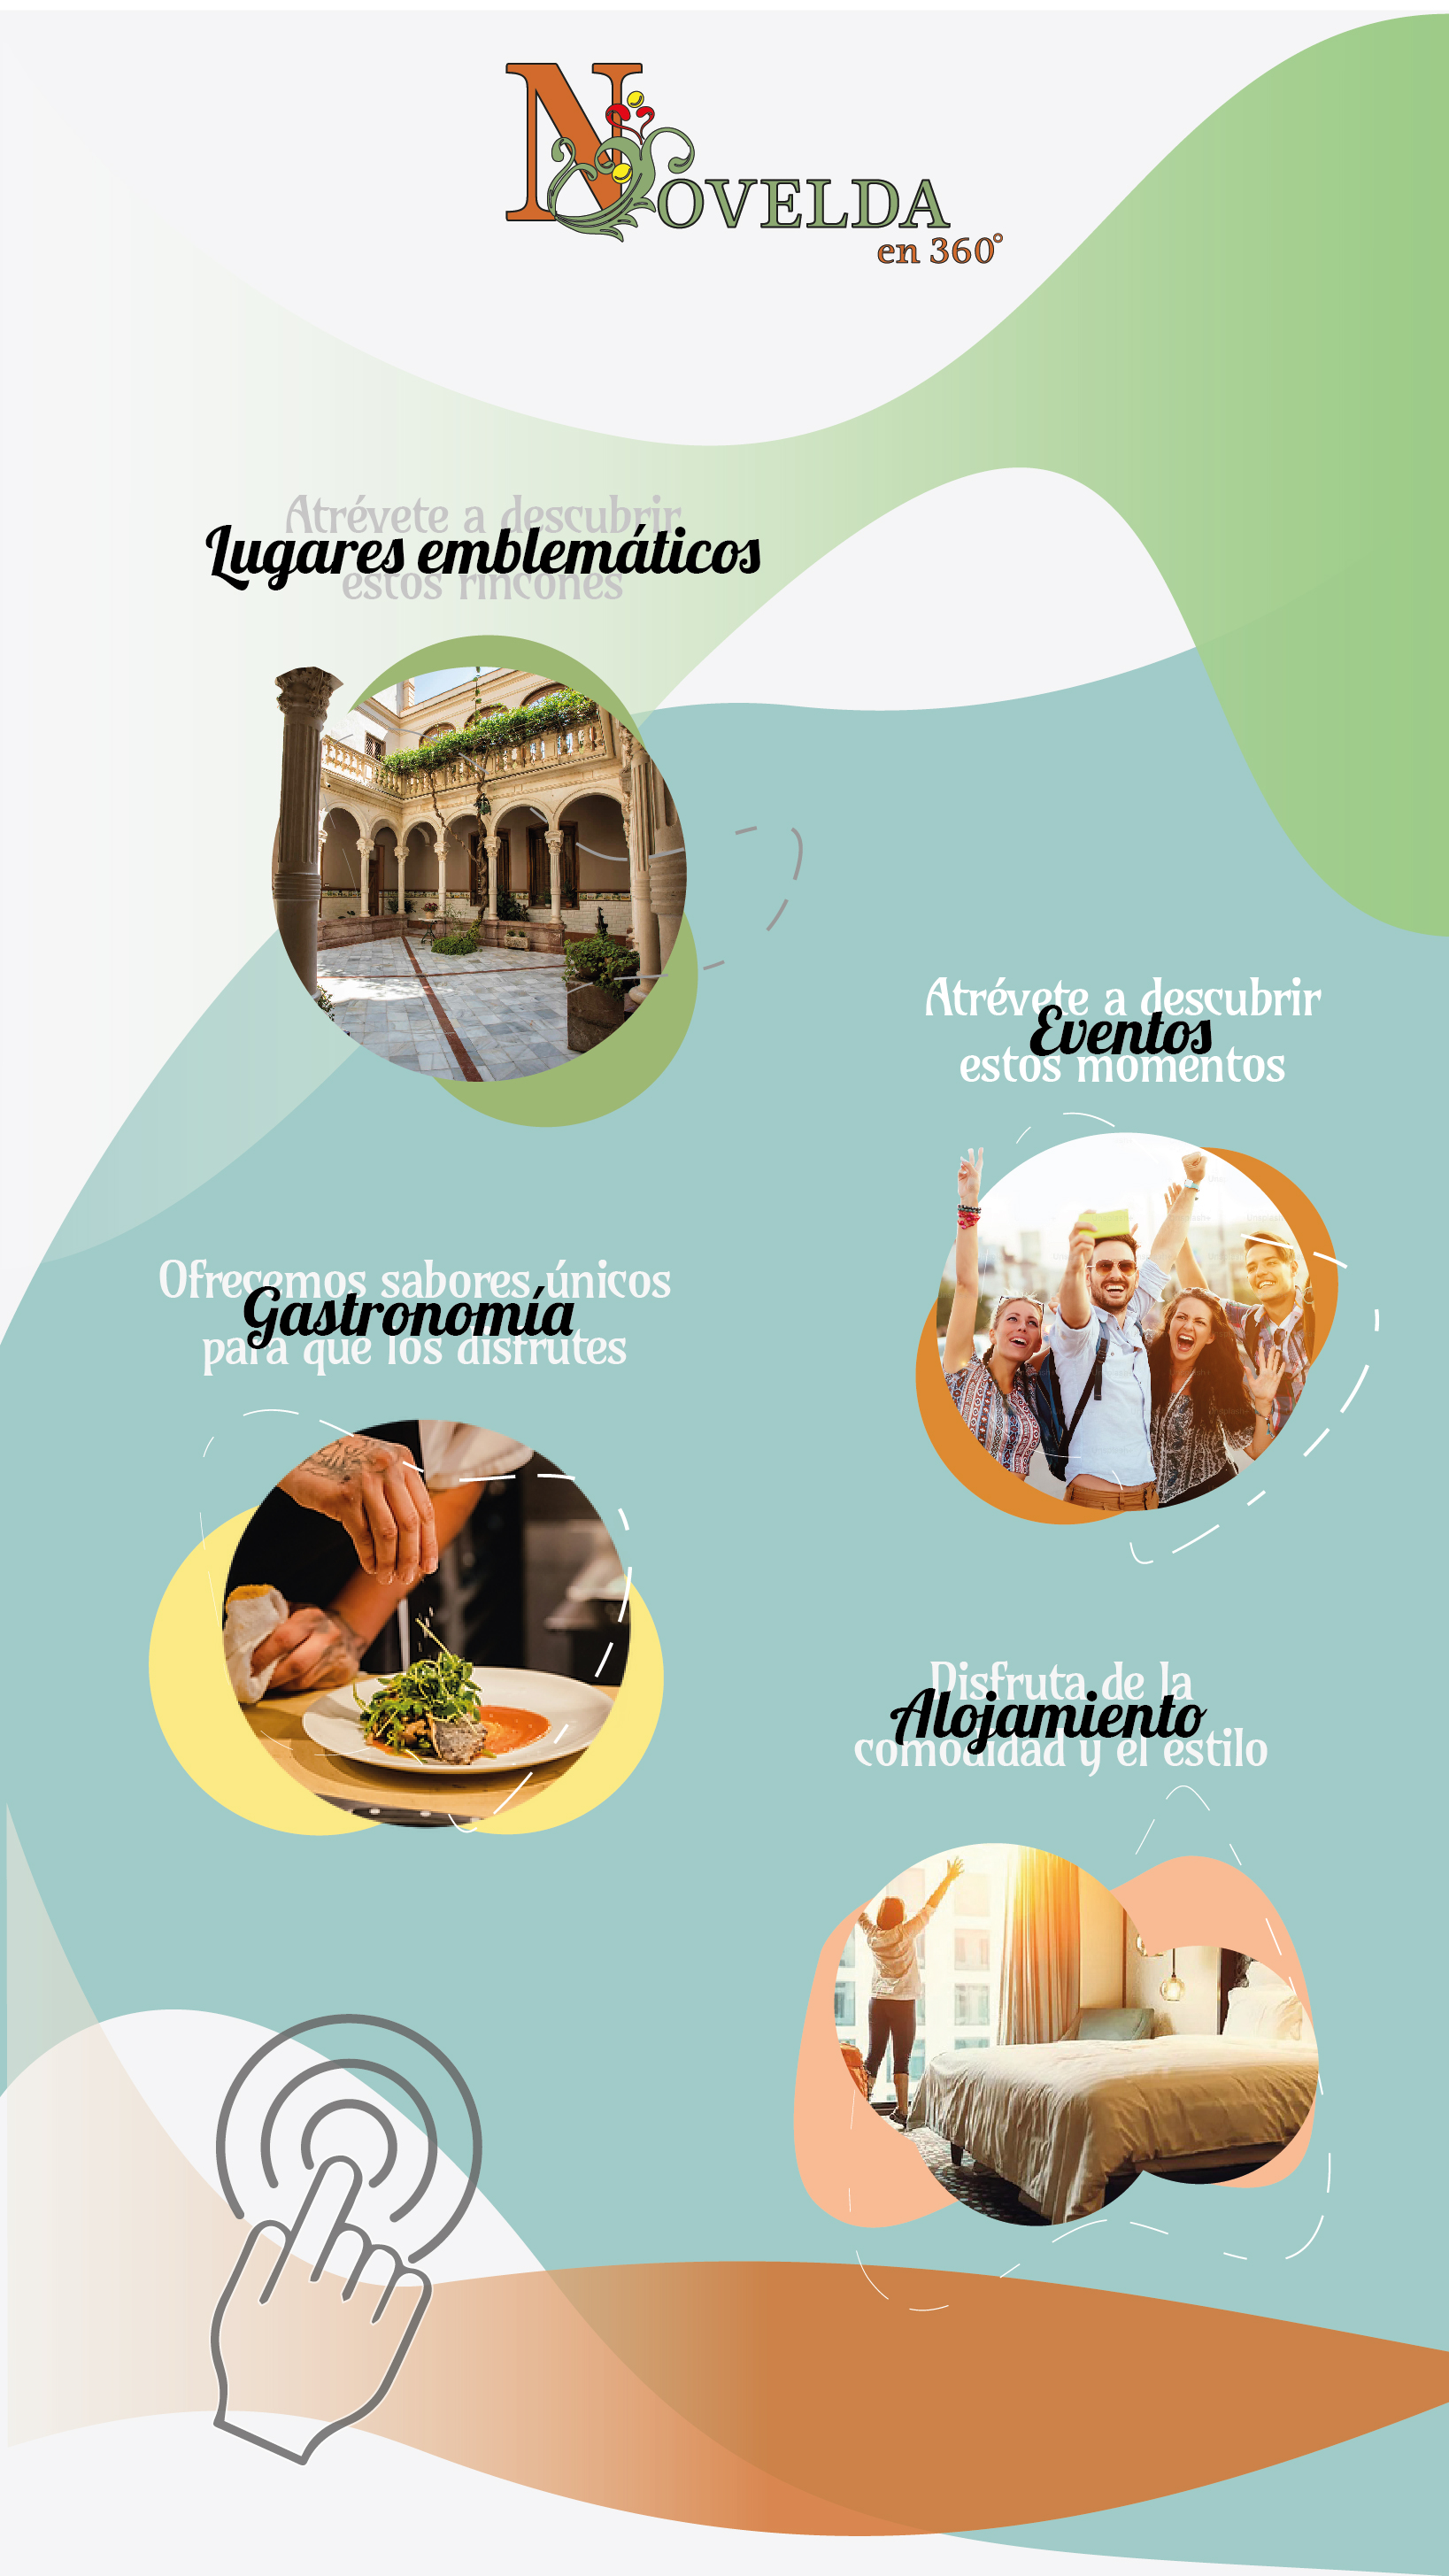 NOVELDA
en 360°
Atrévete a descubrir
Lugares emblemáticos
estos rincones
Atrévete a descubrir
Eventos
estos momentos
Ofrecemos sabores únicos
Gastronomía
para que los disfrutes
Disfruta de la
Alojamiento
comodidad y el estilo